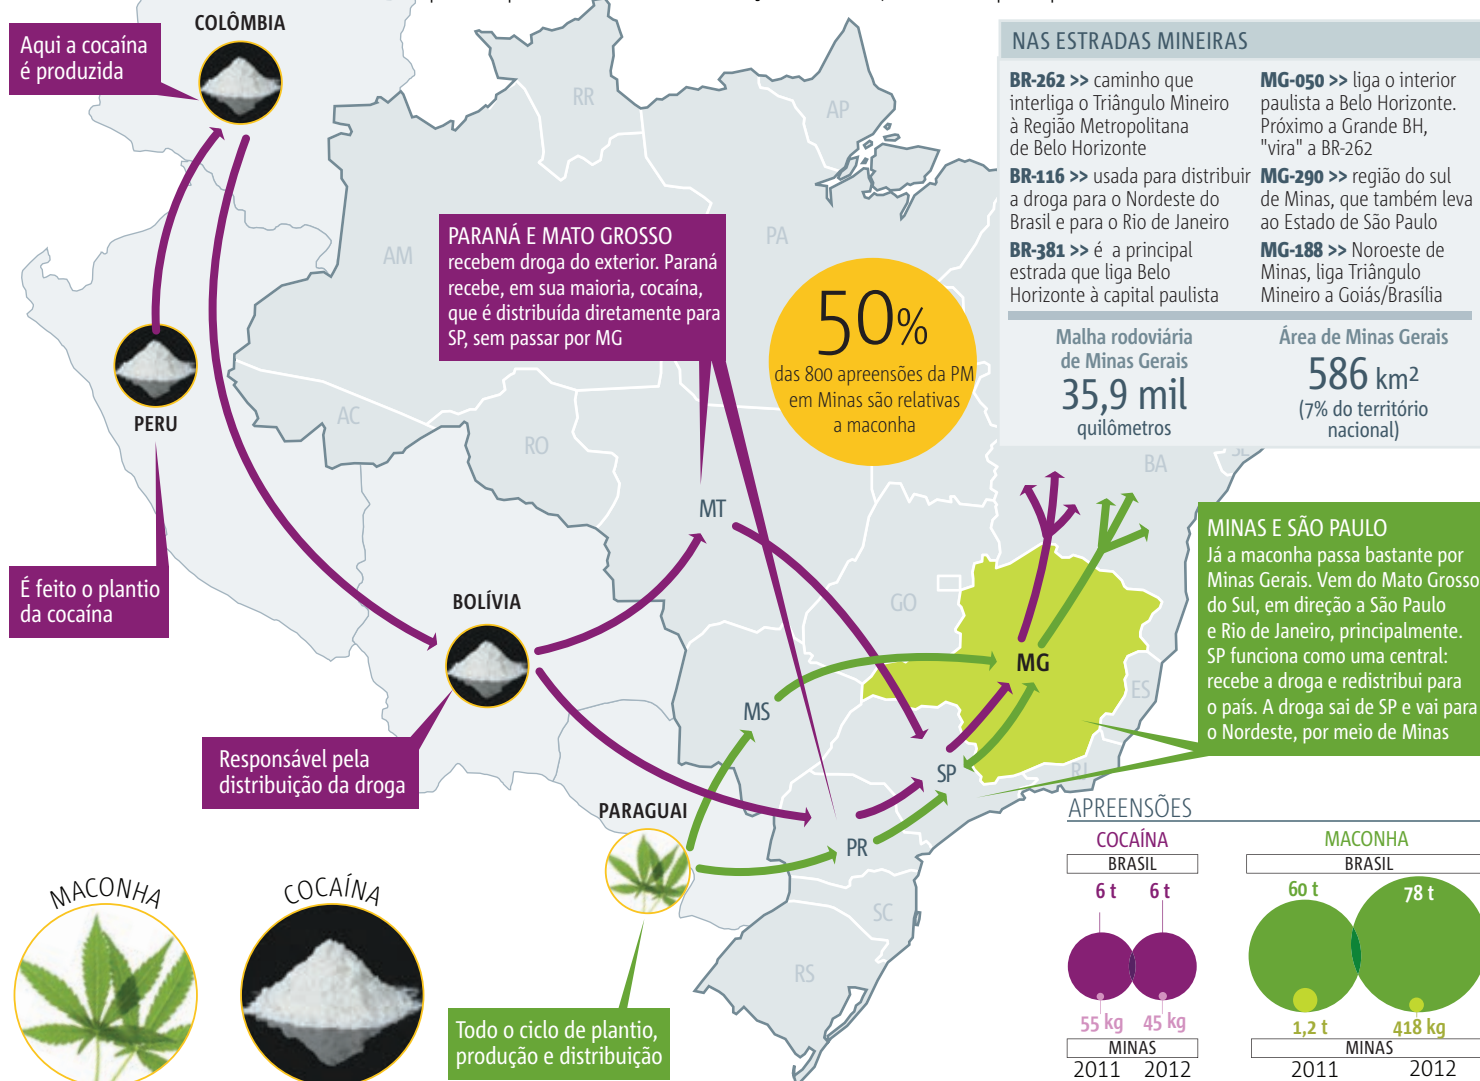 COLÔMBIA
Aqui a cocaína
é produzida
RR
AP
AM
PA
AC
RO
MT
BA
GO
MG
ES
MS
SP
RJ
PR
SC
RS
NAS ESTRADAS MINEIRAS
BR-262 >> caminho que
interliga o Triângulo Mineiro
à Região Metropolitana
de Belo Horizonte
BR-116 >> usada para distribuir
a droga para o Nordeste do
Brasil e para o Rio de Janeiro
BR-381 >> é a principal
estrada que liga Belo
Horizonte à capital paulista
MG-050 >> liga o interior
paulista a Belo Horizonte.
Próximo a Grande BH,
"vira" a BR-262
MG-290 >> região do sul
de Minas, que também leva
ao Estado de São Paulo
MG-188 >> Noroeste de
Minas, liga Triângulo
Mineiro a Goiás/Brasília
Malha rodoviária
de Minas Gerais
35,9 mil
quilômetros
Área de Minas Gerais
586 km²
(7% do território
nacional)
PARANÁ E MATO GROSSO
recebem droga do exterior. Paraná
recebe, em sua maioria, cocaína,
que é distribuída diretamente para
SP, sem passar por MG
50%
das 800 apreensões da PM
em Minas são relativas
a maconha
PERU
É feito o plantio
da cocaína
BOLÍVIA
Responsável pela
distribuição da droga
MINAS E SÃO PAULO
Já a maconha passa bastante por
Minas Gerais. Vem do Mato Grosso
do Sul, em direção a São Paulo
e Rio de Janeiro, principalmente.
SP funciona como uma central:
recebe a droga e redistribui para
o país. A droga sai de SP e vai para
o Nordeste, por meio de Minas
PARAGUAI
Todo o ciclo de plantio,
produção e distribuição
MACONHA
COCAÍNA
APREENSÕES
COCAÍNA
BRASIL
6 t 6 t
55 kg 45 kg
MINAS
2011 2012
MACONHA
BRASIL
60 t 78 t
1,2 t 418 kg
MINAS
2011 2012